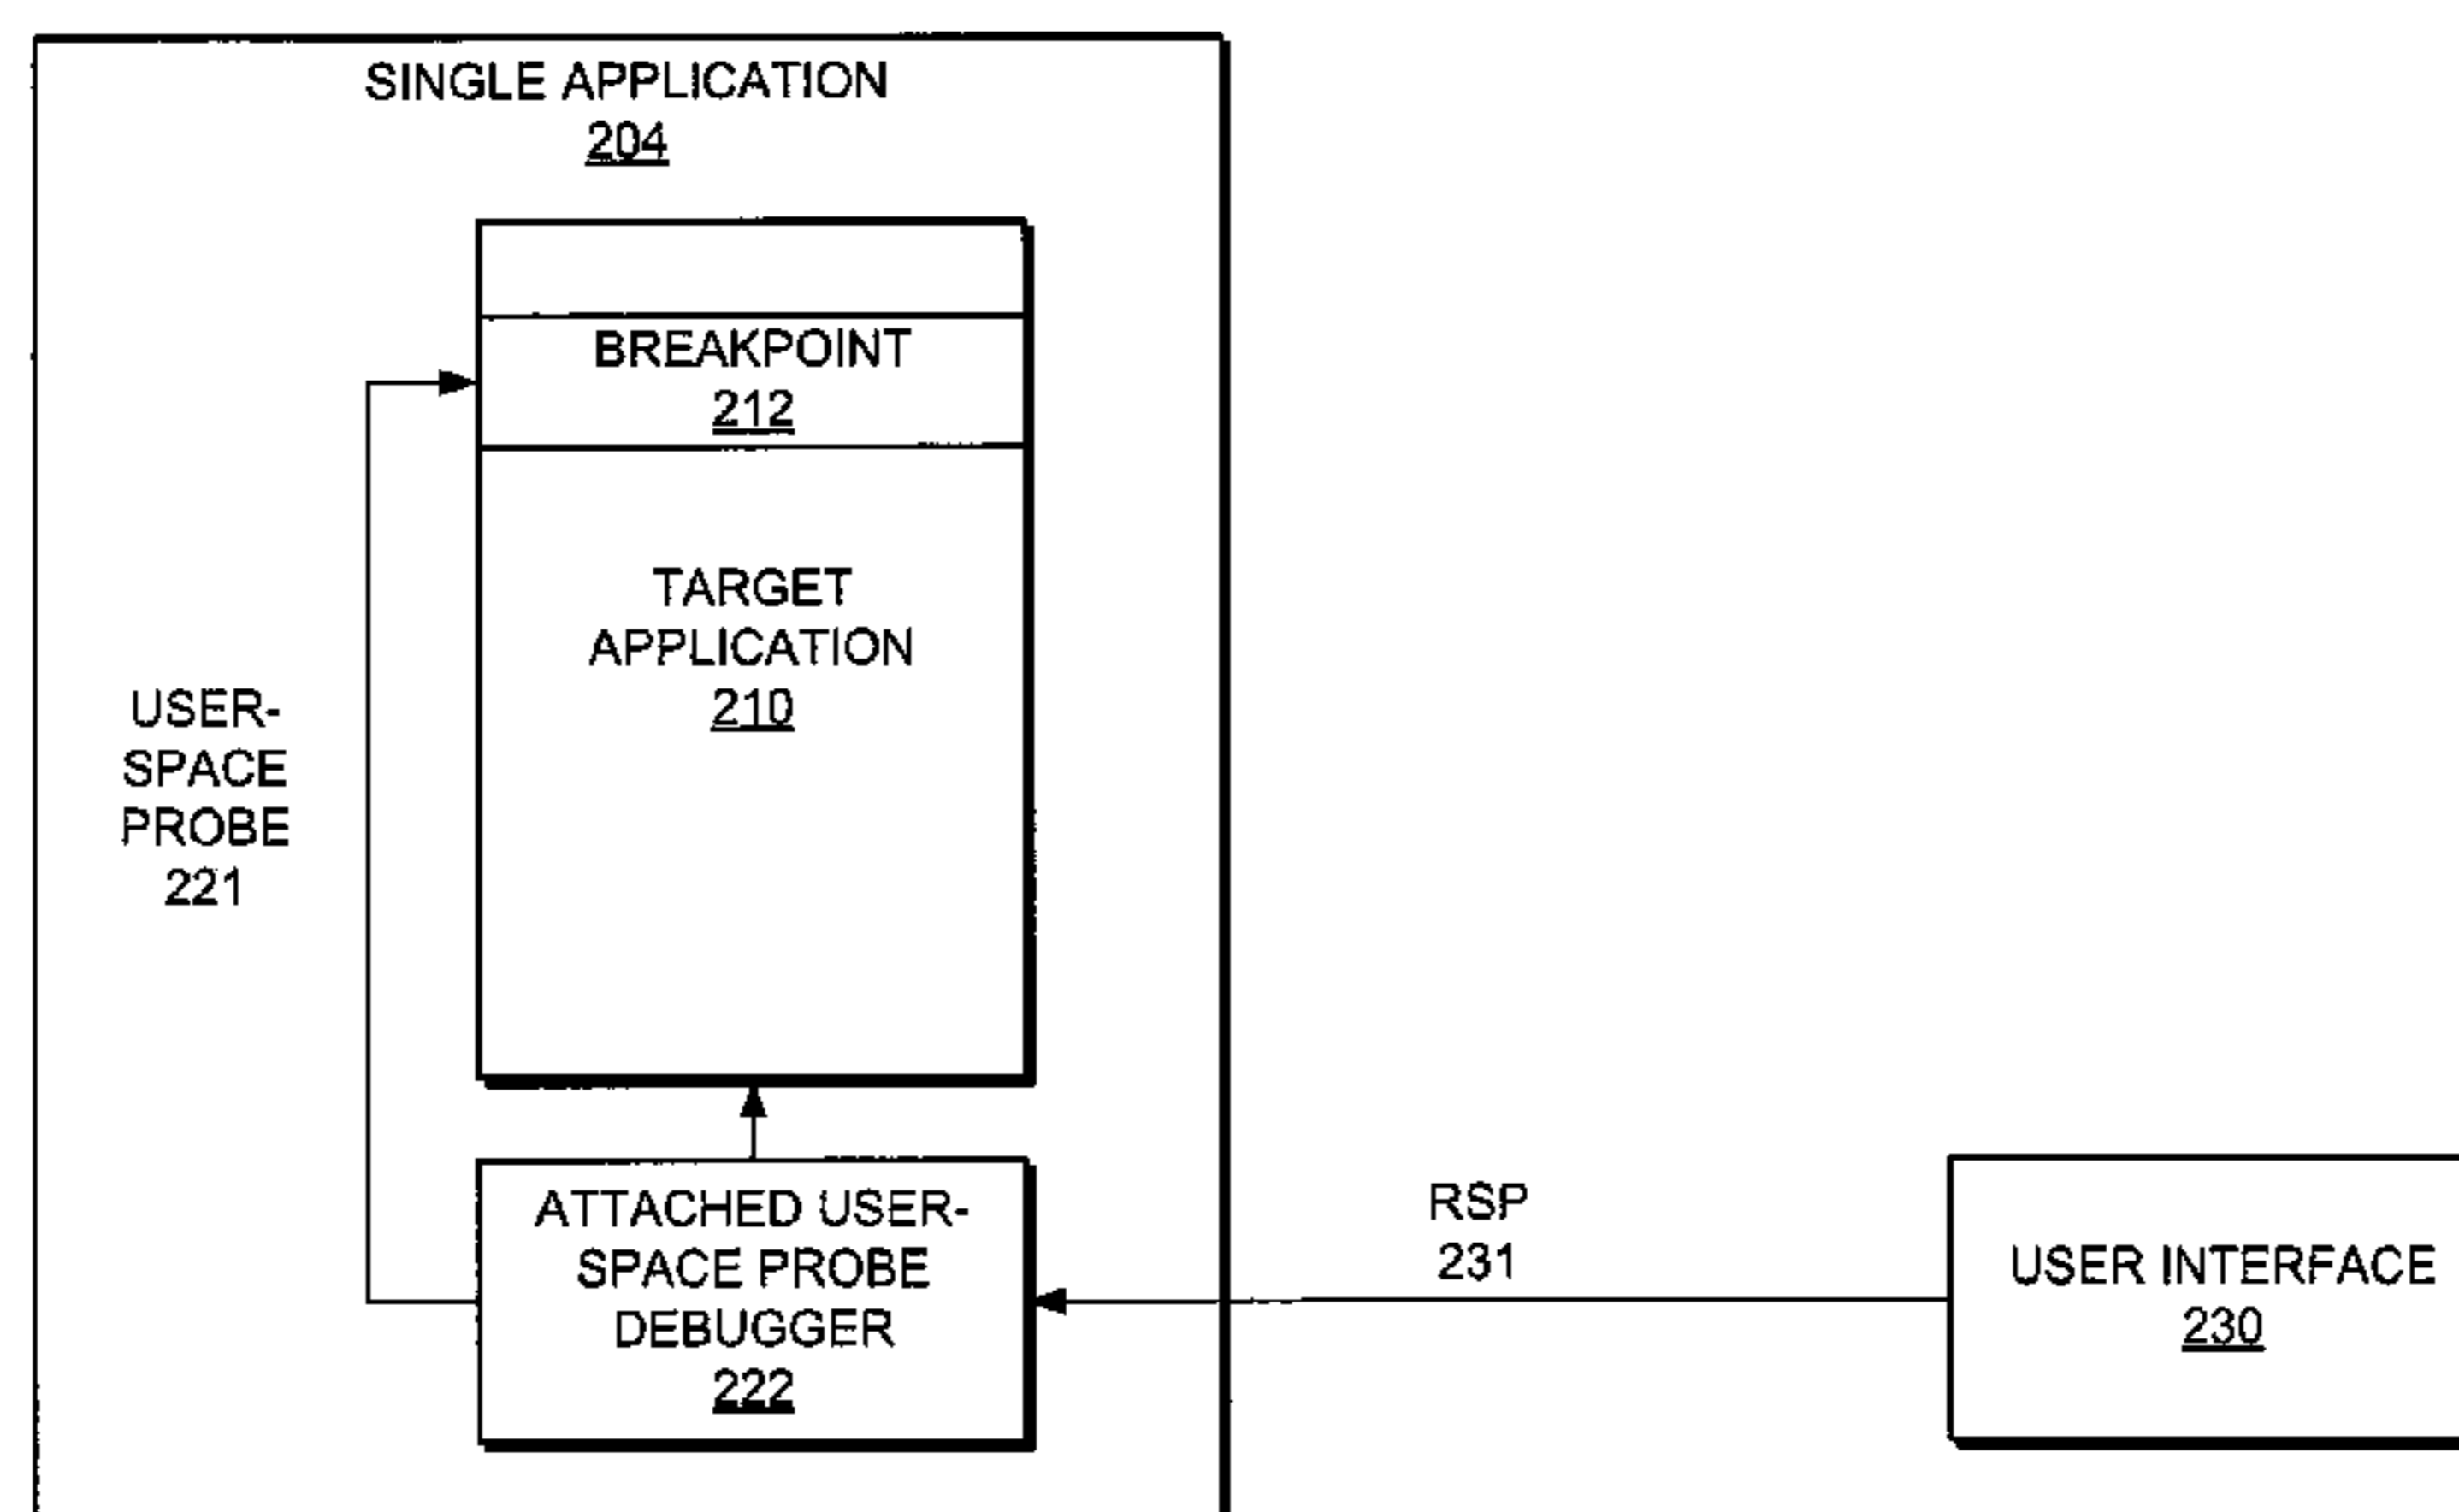 SINGLE APPLICATION
204
BREAKPOINT
212
TARGET
APPLICATION
210
USER-
SPACE
PROBE
221
ATTACHED USER-
SPACE PROBE
DEBUGGER
222
RSP
231
USER INTERFACE
230